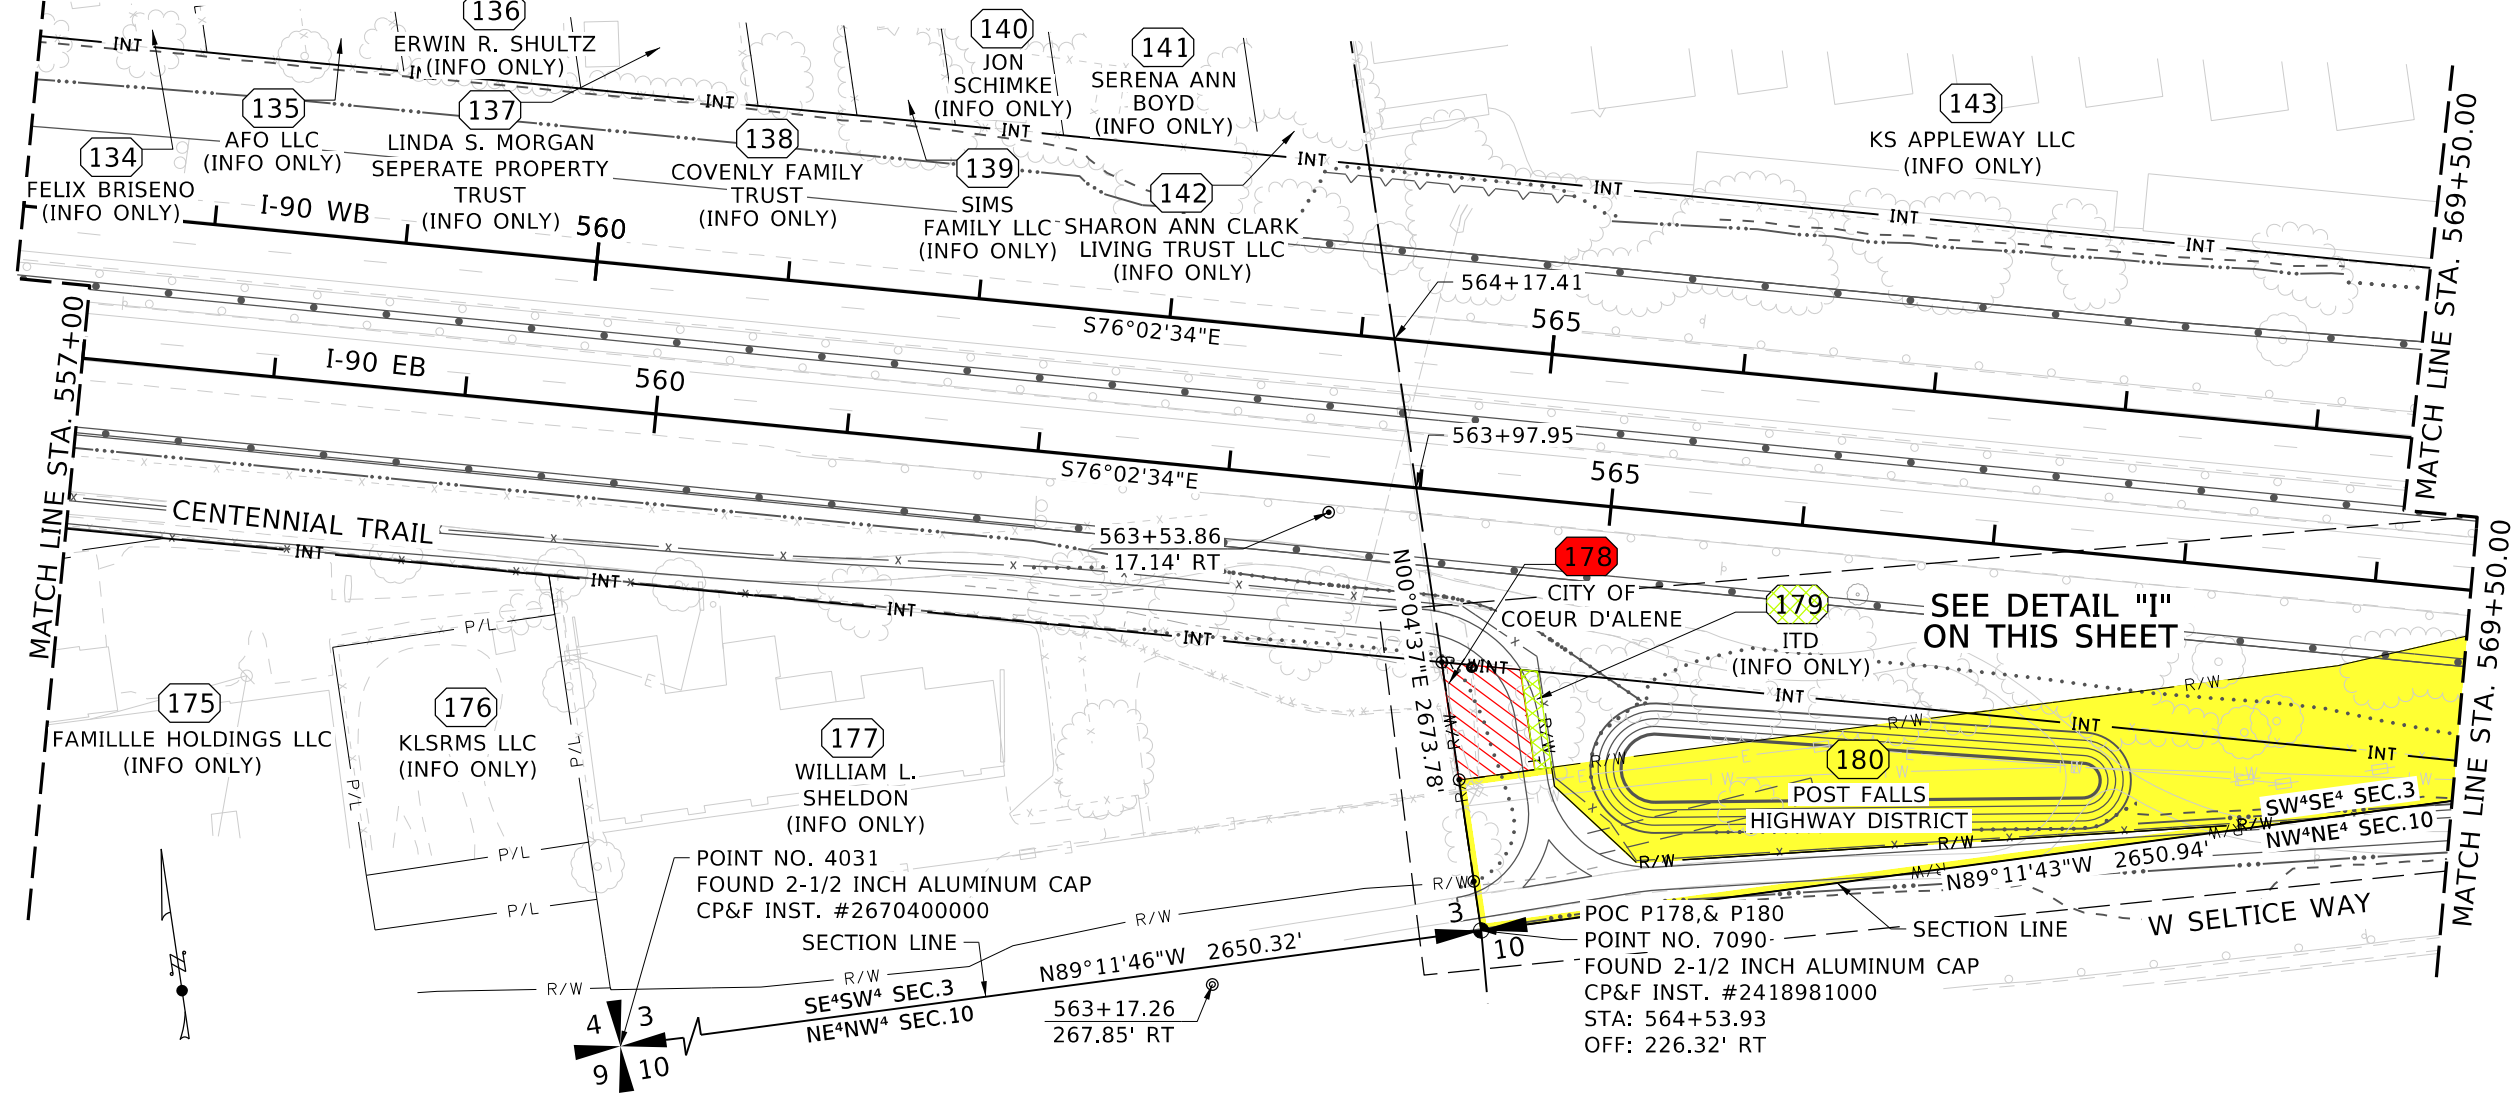 136
ERWIN R. SHULTZ
(INFO ONLY)
140
JON
SCHIMKE
(INFO ONLY)
141
SERENA ANN
BOYD
(INFO ONLY)
143
KS APPLEWAY LLC
(INFO ONLY)
135
AFO LLC
(INFO ONLY)
137
LINDA S. MORGAN
SEPERATE PROPERTY
TRUST
(INFO ONLY)
138
COVENLY FAMILY
TRUST
(INFO ONLY)
134
FELIX BRISENO
(INFO ONLY)
139
SIMS
FAMILY LLC
(INFO ONLY)
142
SHARON ANN CLARK
LIVING TRUST LLC
(INFO ONLY)
INT
INT
INT
INT
INT
INT
INT
I-90 WB
560
564+17.41
565
S76°02'34"E
MATCH LINE STA. 569+50.00
I-90 EB
560
563+97.95
565
S76°02'34"E
MATCH LINE STA. 557+00
CENTENNIAL TRAIL
563+53.86
17.14' RT
INT
INT
INT
INT
INT
INT
INT
INT
N00°04'37"E 2673.78'
178
CITY OF
COEUR D'ALENE
179
ITD
(INFO ONLY)
SEE DETAIL "I"
ON THIS SHEET
MATCH LINE STA. 569+50.00
P/L
P/L
P/L
P/L
P/L
175
FAMILLLE HOLDINGS LLC
(INFO ONLY)
176
KLSRMS LLC
(INFO ONLY)
177
WILLIAM L.
SHELDON
(INFO ONLY)
R/W
R/W
R/W
R/W
R/W
180
POST FALLS
HIGHWAY DISTRICT
R/W
R/W
R/W
R/W
SW⁴SE⁴ SEC.3
NW⁴NE⁴ SEC.10
N89°11'43"W 2650.94'
POINT NO. 4031
FOUND 2-1/2 INCH ALUMINUM CAP
CP&F INST. #2670400000
SECTION LINE
R/W
R/W
R/W
R/W
3
10
POC P178,& P180
POINT NO. 7090
FOUND 2-1/2 INCH ALUMINUM CAP
CP&F INST. #2418981000
STA: 564+53.93
OFF: 226.32' RT
SECTION LINE
W SELTICE WAY
N89°11'46"W 2650.32'
SE⁴SW⁴ SEC.3
NE⁴NW⁴ SEC.10
563+17.26
267.85' RT
4
3
9
10
N